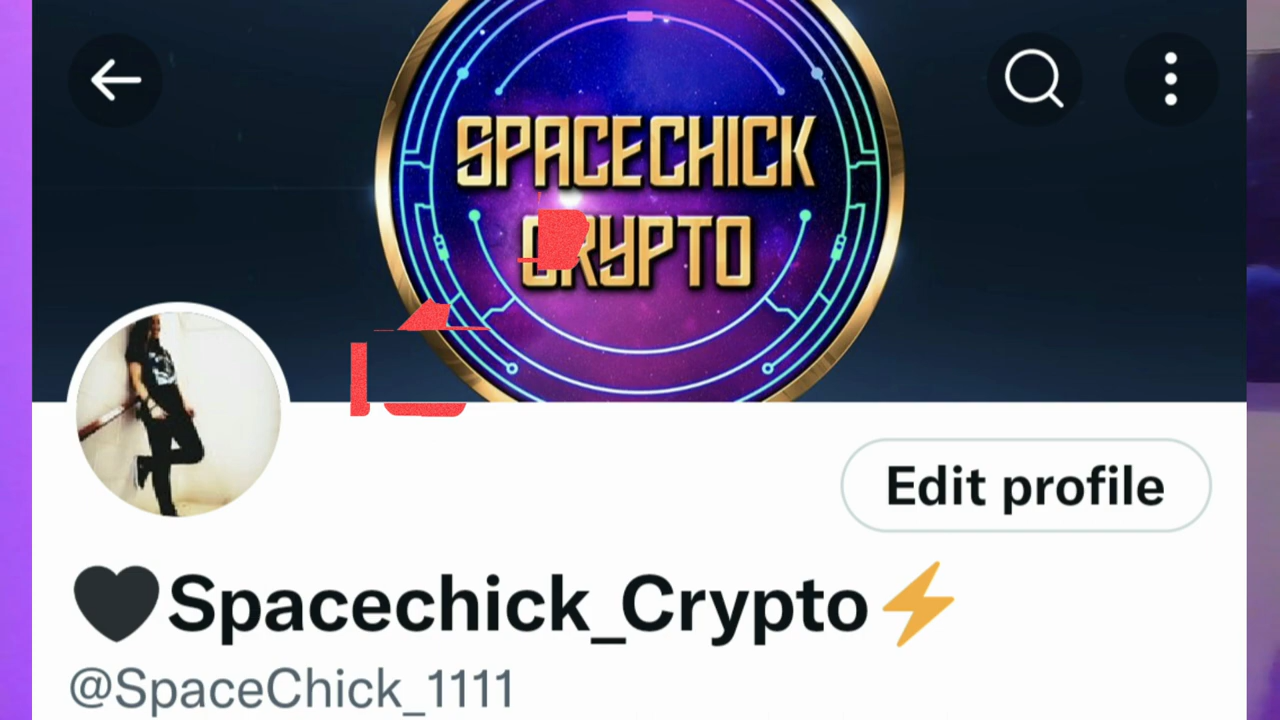 SPACECHICK
CRYPTO
Edit profile
🖤Spacechick_Crypto⚡
@SpaceChick_1111